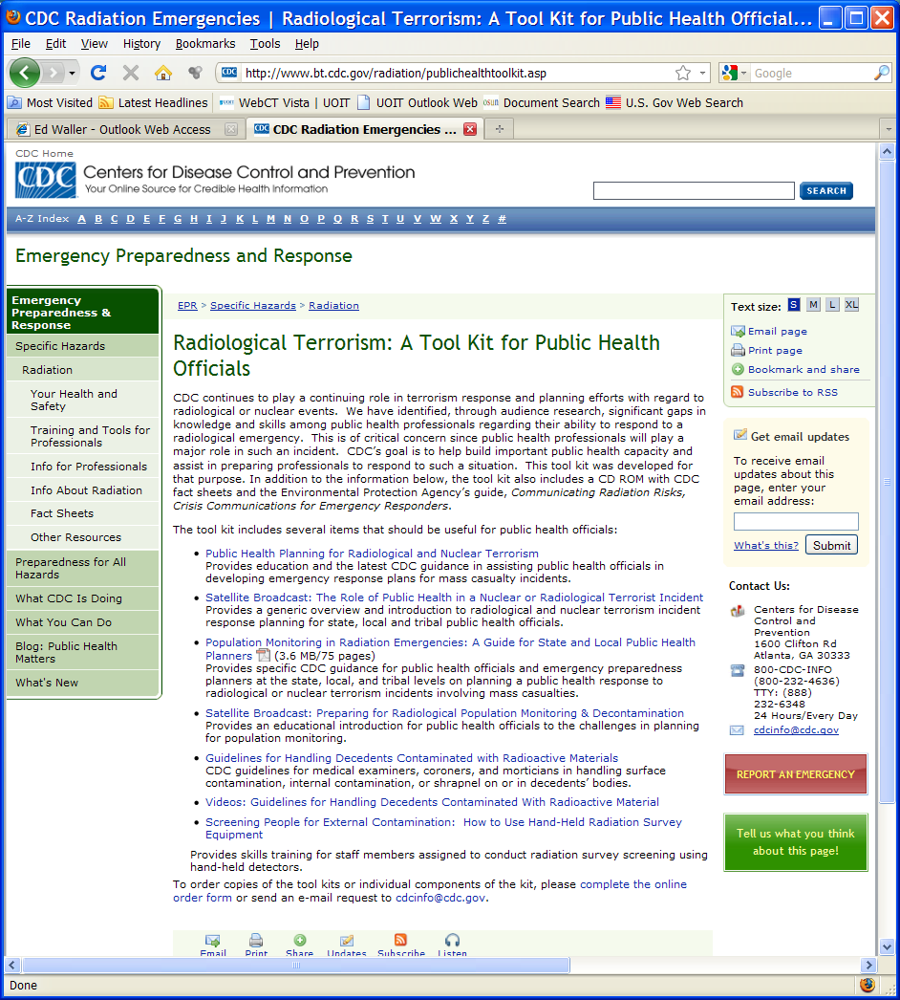 CDC Radiation Emergencies | Radiological Terrorism: A Tool Kit for Public Health Official...
File Edit View History Bookmarks Tools Help
CDC http://www.bt.cdc.gov/radiation/publichealthtoolkit.asp Google
Most Visited Latest Headlines WebCT Vista | UOIT UOIT Outlook Web Document Search U.S. Gov Web Search
Ed Waller - Outlook Web Access CDC CDC Radiation Emergencies ...
CDC Home
CDC Centers for Disease Control and Prevention
Your Online Source for Credible Health Information
SEARCH
A-Z Index A B C D E F G H I J K L M N O P Q R S T U V W X Y Z #
Emergency Preparedness and Response
Emergency
Preparedness &
Response
Specific Hazards
Radiation
Your Health and
Safety
Training and Tools for
Professionals
Info for Professionals
Info About Radiation
Fact Sheets
Other Resources
Preparedness for All
Hazards
What CDC Is Doing
What You Can Do
Blog: Public Health
Matters
What's New
EPR > Specific Hazards > Radiation
Radiological Terrorism: A Tool Kit for Public Health
Officials
CDC continues to play a continuing role in terrorism response and planning efforts with regard to
radiological or nuclear events. We have identified, through audience research, significant gaps in
knowledge and skills among public health professionals regarding their ability to respond to a
radiological emergency. This is of critical concern since public health professionals will play a
major role in such an incident. CDC's goal is to help build important public health capacity and
assist in preparing professionals to respond to such a situation. This tool kit was developed for
that purpose. In addition to the information below, the tool kit also includes a CD ROM with CDC
fact sheets and the Environmental Protection Agency's guide, Communicating Radiation Risks,
Crisis Communications for Emergency Responders.
The tool kit includes several items that should be useful for public health officials:
• Public Health Planning for Radiological and Nuclear Terrorism
Provides education and the latest CDC guidance in assisting public health officials in
developing emergency response plans for mass casualty incidents.
• Satellite Broadcast: The Role of Public Health in a Nuclear or Radiological Terrorist Incident
Provides a generic overview and introduction to radiological and nuclear terrorism incident
response planning for state, local and tribal public health officials.
• Population Monitoring in Radiation Emergencies: A Guide for State and Local Public Health
Planners (3.6 MB/75 pages)
Provides specific CDC guidance for public health officials and emergency preparedness
planners at the state, local, and tribal levels on planning a public health response to
radiological or nuclear terrorism incidents involving mass casualties.
• Satellite Broadcast: Preparing for Radiological Population Monitoring & Decontamination
Provides an educational introduction for public health officials to the challenges in planning
for population monitoring.
• Guidelines for Handling Decedents Contaminated with Radioactive Materials
CDC guidelines for medical examiners, coroners, and morticians in handling surface
contamination, internal contamination, or shrapnel on or in decedents' bodies.
• Videos: Guidelines for Handling Decedents Contaminated With Radioactive Material
• Screening People for External Contamination: How to Use Hand-Held Radiation Survey
Equipment
Provides skills training for staff members assigned to conduct radiation survey screening using
hand-held detectors.
To order copies of the tool kits or individual components of the kit, please complete the online
order form or send an e-mail request to cdcinfo@cdc.gov.
Email Print Share Updates Subscribe Listen
Text size: S M L XL
Email page
Print page
Bookmark and share
Subscribe to RSS
Get email updates
To receive email
updates about this
page, enter your
email address:
What's this? Submit
Contact Us:
Centers for Disease
Control and
Prevention
1600 Clifton Rd
Atlanta, GA 30333
800-CDC-INFO
(800-232-4636)
TTY: (888)
232-6348
24 Hours/Every Day
cdcinfo@cdc.gov
REPORT AN EMERGENCY
Tell us what you think
about this page!
Done